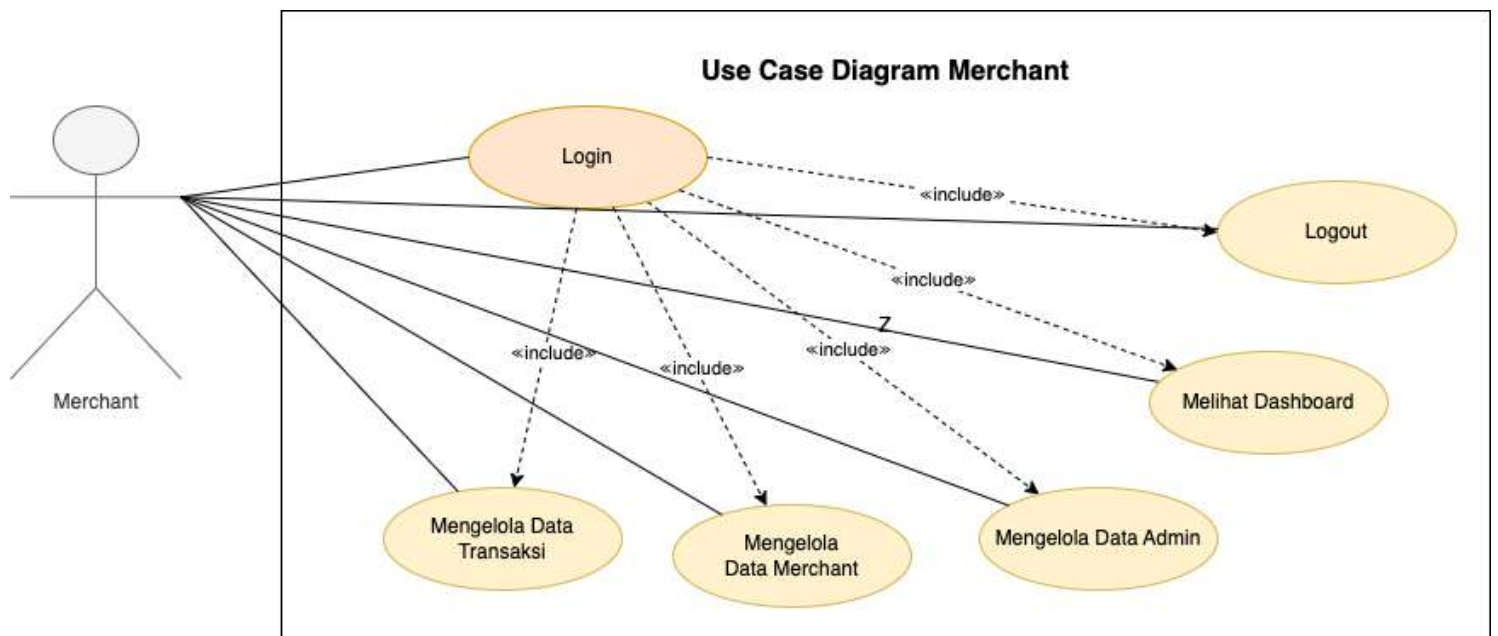 Use Case Diagram Merchant
Login
«include»
Logout
«include»
Z
«include»
«include»
«include»
Merchant
Melihat Dashboard
Mengelola Data
Transaksi
Mengelola
Data Merchant
Mengelola Data Admin